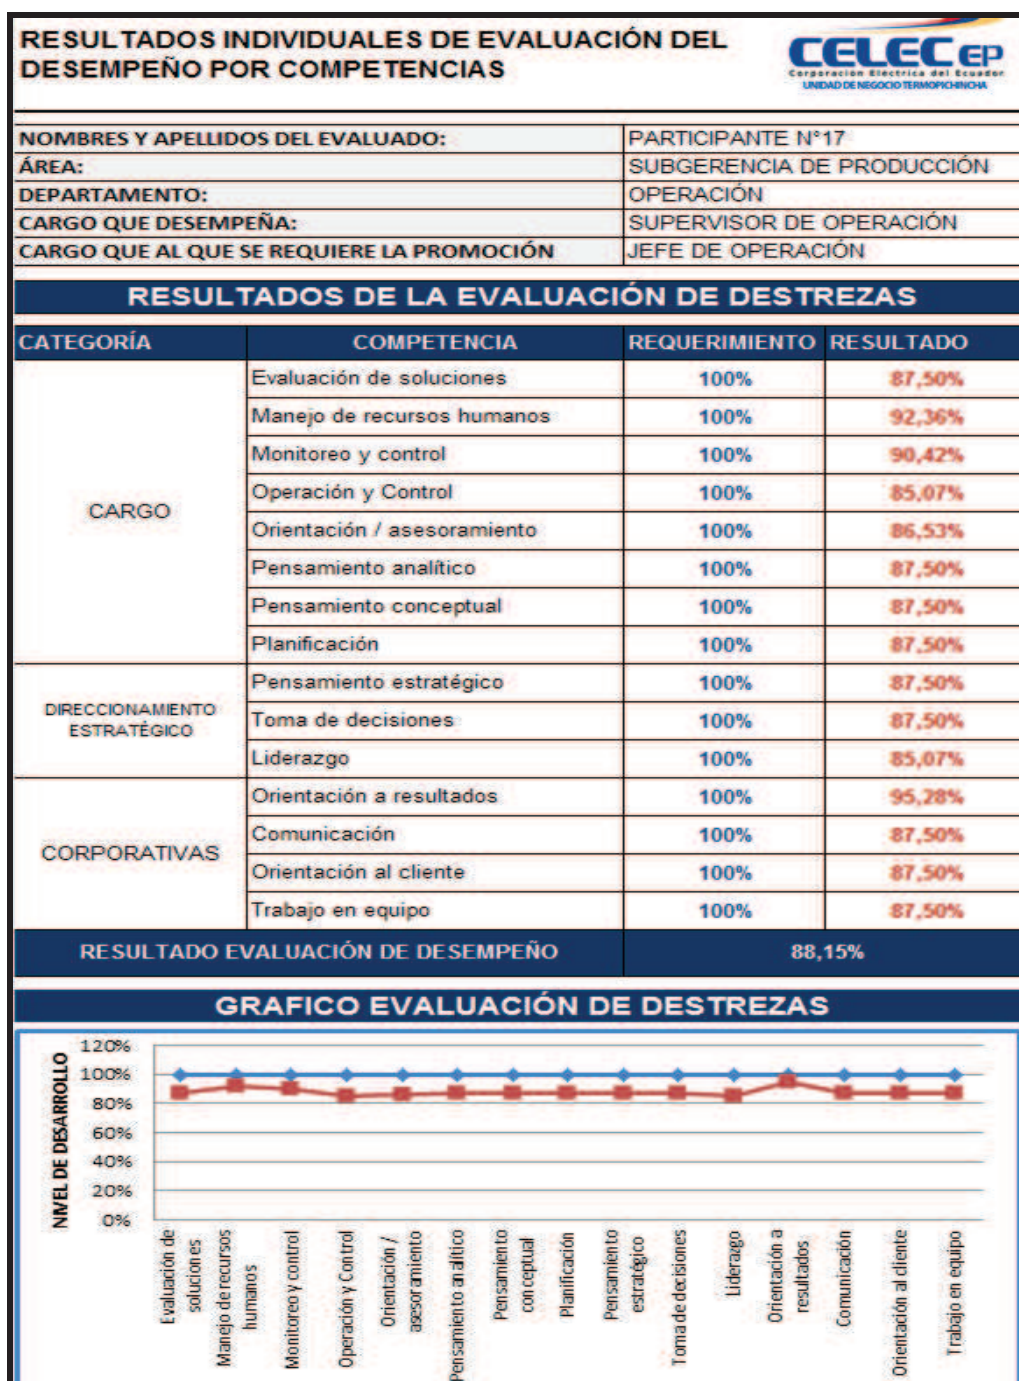 RESULTADOS INDIVIDUALES DE EVALUACIÓN DEL
DESEMPEÑO POR COMPETENCIAS
CELEC EP
Corporación Eléctrica del Ecuador
UNIDAD DE NEGOCIO TERMOPICHINCHA
NOMBRES Y APELLIDOS DEL EVALUADO: PARTICIPANTE N°17
ÁREA: SUBGERENCIA DE PRODUCCIÓN
DEPARTAMENTO: OPERACIÓN
CARGO QUE DESEMPEÑA: SUPERVISOR DE OPERACIÓN
CARGO QUE AL QUE SE REQUIERE LA PROMOCIÓN JEFE DE OPERACIÓN
RESULTADOS DE LA EVALUACIÓN DE DESTREZAS
CATEGORÍA COMPETENCIA REQUERIMIENTO RESULTADO
CARGO
Evaluación de soluciones 100% 87,50%
Manejo de recursos humanos 100% 92,36%
Monitoreo y control 100% 90,42%
Operación y Control 100% 85,07%
Orientación / asesoramiento 100% 86,53%
Pensamiento analítico 100% 87,50%
Pensamiento conceptual 100% 87,50%
Planificación 100% 87,50%
DIRECCIONAMIENTO
ESTRATÉGICO
Pensamiento estratégico 100% 87,50%
Toma de decisiones 100% 87,50%
Liderazgo 100% 85,07%
CORPORATIVAS
Orientación a resultados 100% 95,28%
Comunicación 100% 87,50%
Orientación al cliente 100% 87,50%
Trabajo en equipo 100% 87,50%
RESULTADO EVALUACIÓN DE DESEMPEÑO 88,15%
GRAFICO EVALUACIÓN DE DESTREZAS
NIVEL DE DESARROLLO
120%
100%
80%
60%
40%
20%
0%
Evaluación de
soluciones
Manejo de recursos
humanos
Monitoreo y control
Operación y Control
Orientación /
asesoramiento
Pensamiento analítico
Pensamiento
conceptual
Planificación
Pensamiento
estratégico
Toma de decisiones
Liderazgo
Orientación a
resultados
Comunicación
Orientación al cliente
Trabajo en equipo